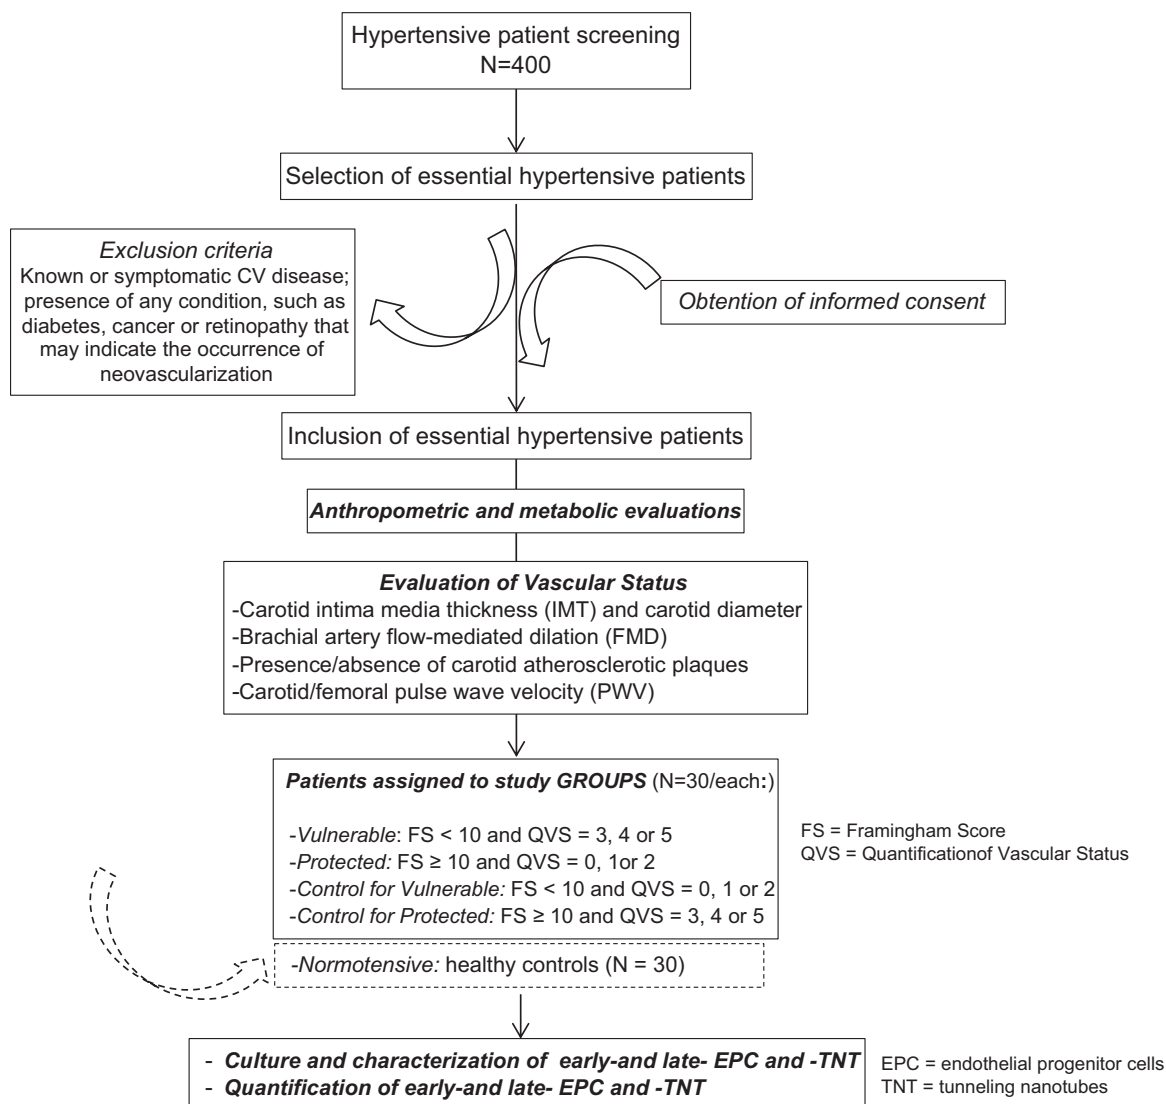 Hypertensive patient screening
N=400
Selection of essential hypertensive patients
Exclusion criteria
Known or symptomatic CV disease;
presence of any condition, such as
diabetes, cancer or retinopathy that
may indicate the occurrence of
neovascularization
Obtention of informed consent
Inclusion of essential hypertensive patients
Anthropometric and metabolic evaluations
Evaluation of Vascular Status
-Carotid intima media thickness (IMT) and carotid diameter
-Brachial artery flow-mediated dilation (FMD)
-Presence/absence of carotid atherosclerotic plaques
-Carotid/femoral pulse wave velocity (PWV)
Patients assigned to study GROUPS (N=30/each:)
-Vulnerable: FS < 10 and QVS = 3, 4 or 5
-Protected: FS ≥ 10 and QVS = 0, 1or 2
-Control for Vulnerable: FS < 10 and QVS = 0, 1 or 2
-Control for Protected: FS ≥ 10 and QVS = 3, 4 or 5
FS = Framingham Score
QVS = Quantificationof Vascular Status
-Normotensive: healthy controls (N = 30)
- Culture and characterization of early-and late- EPC and -TNT
- Quantification of early-and late- EPC and -TNT
EPC = endothelial progenitor cells
TNT = tunneling nanotubes